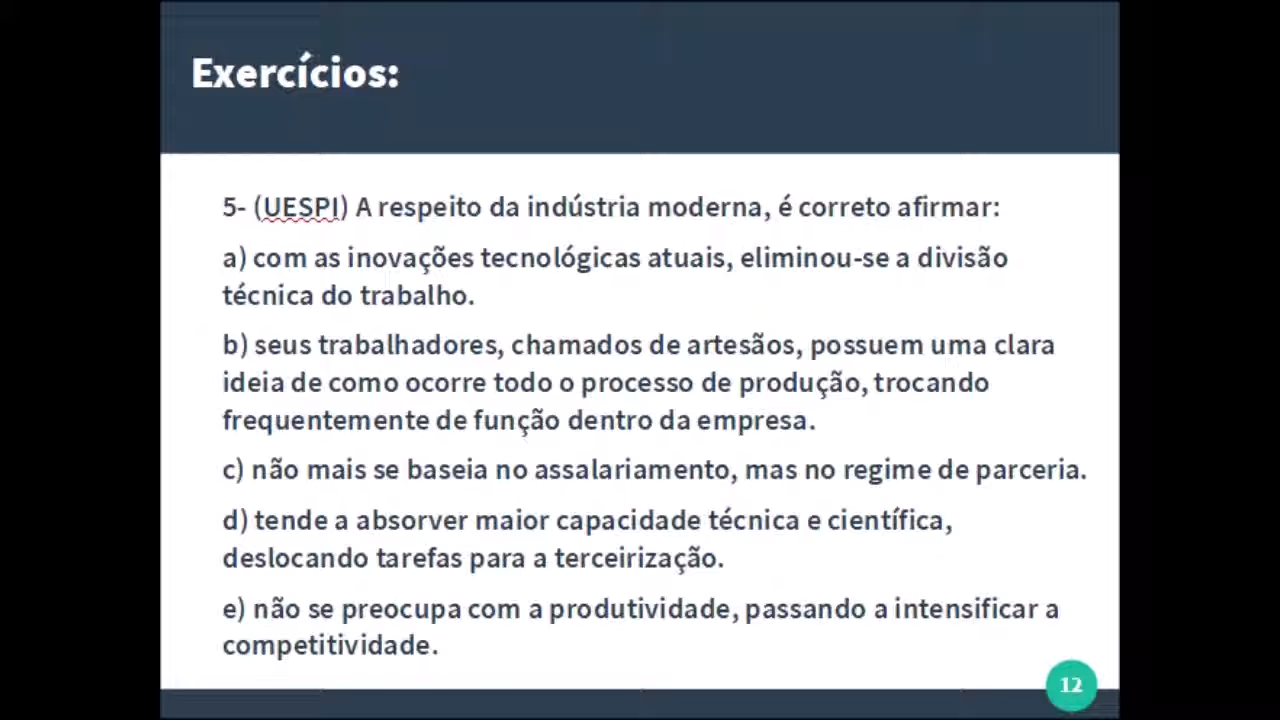 Exercícios:
5- (UESPI) A respeito da indústria moderna, é correto afirmar:
a) com as inovações tecnológicas atuais, eliminou-se a divisão
técnica do trabalho.
b) seus trabalhadores, chamados de artesãos, possuem uma clara
ideia de como ocorre todo o processo de produção, trocando
frequentemente de função dentro da empresa.
c) não mais se baseia no assalariamento, mas no regime de parceria.
d) tende a absorver maior capacidade técnica e científica,
deslocando tarefas para a terceirização.
e) não se preocupa com a produtividade, passando a intensificar a
competitividade.
12